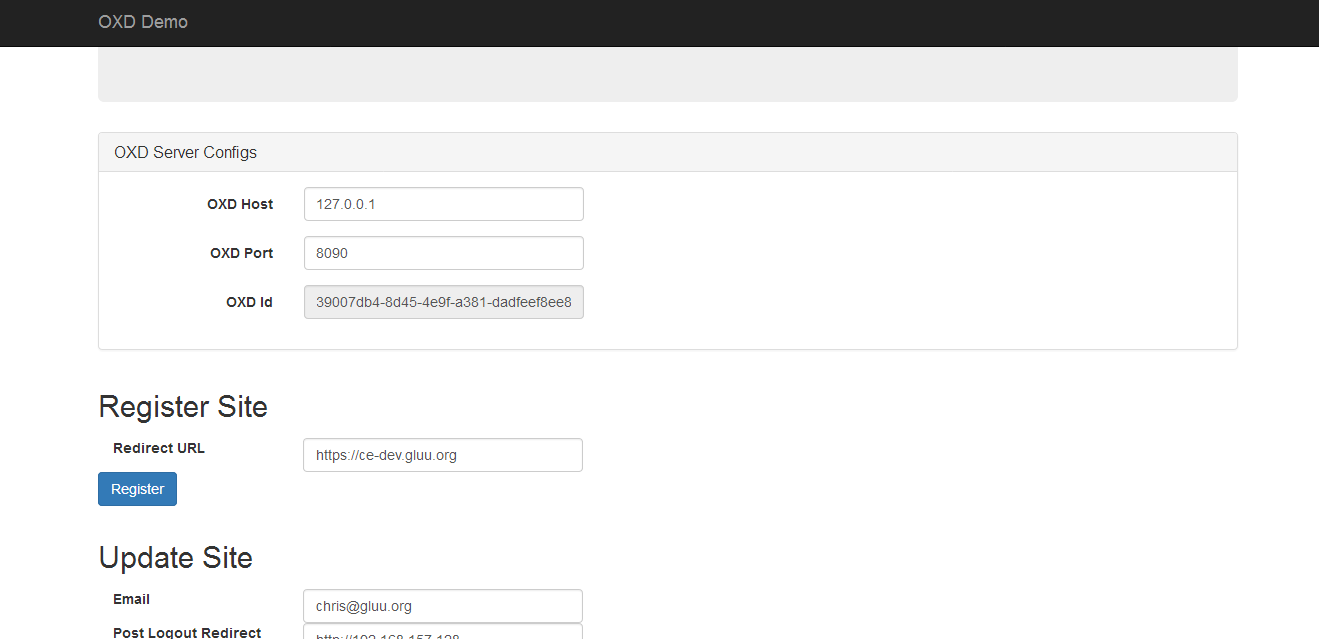 OXD Demo
OXD Server Configs
OXD Host 127.0.0.1
OXD Port 8090
OXD Id 39007db4-8d45-4e9f-a381-dadfeef8ee8
Register Site
Redirect URL https://ce-dev.gluu.org
Register
Update Site
Email chris@gluu.org
Post Logout Redirect